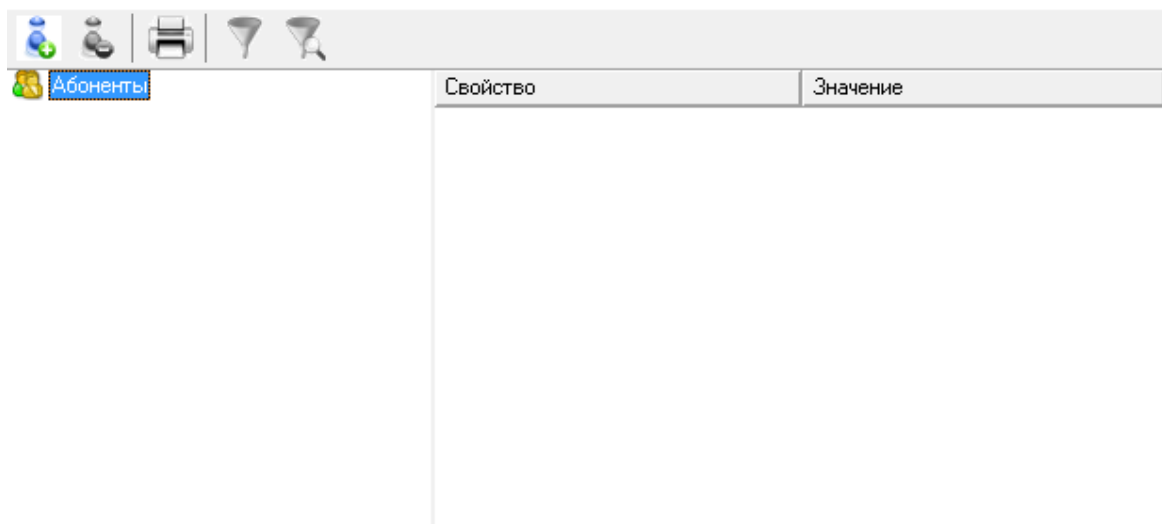 Абоненты
Свойство
Значение